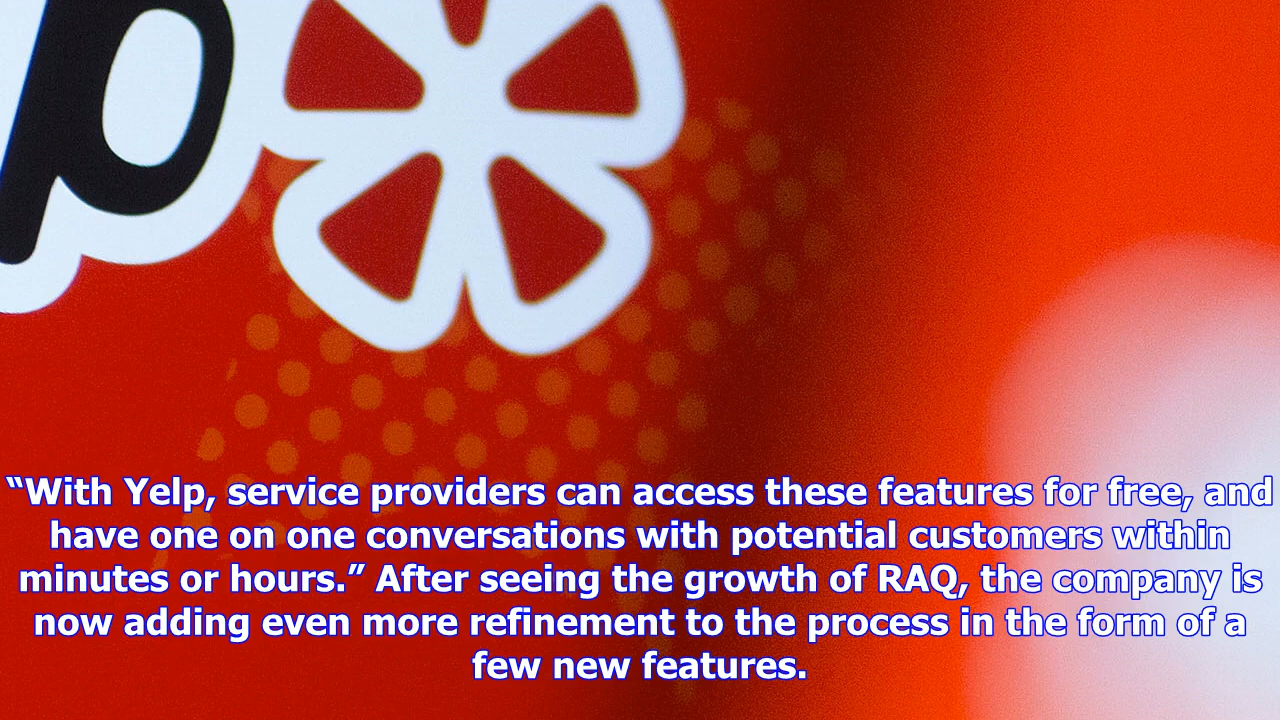 p
“With Yelp, service providers can access these features for free, and
have one on one conversations with potential customers within
minutes or hours.” After seeing the growth of RAQ, the company is
now adding even more refinement to the process in the form of a
few new features.